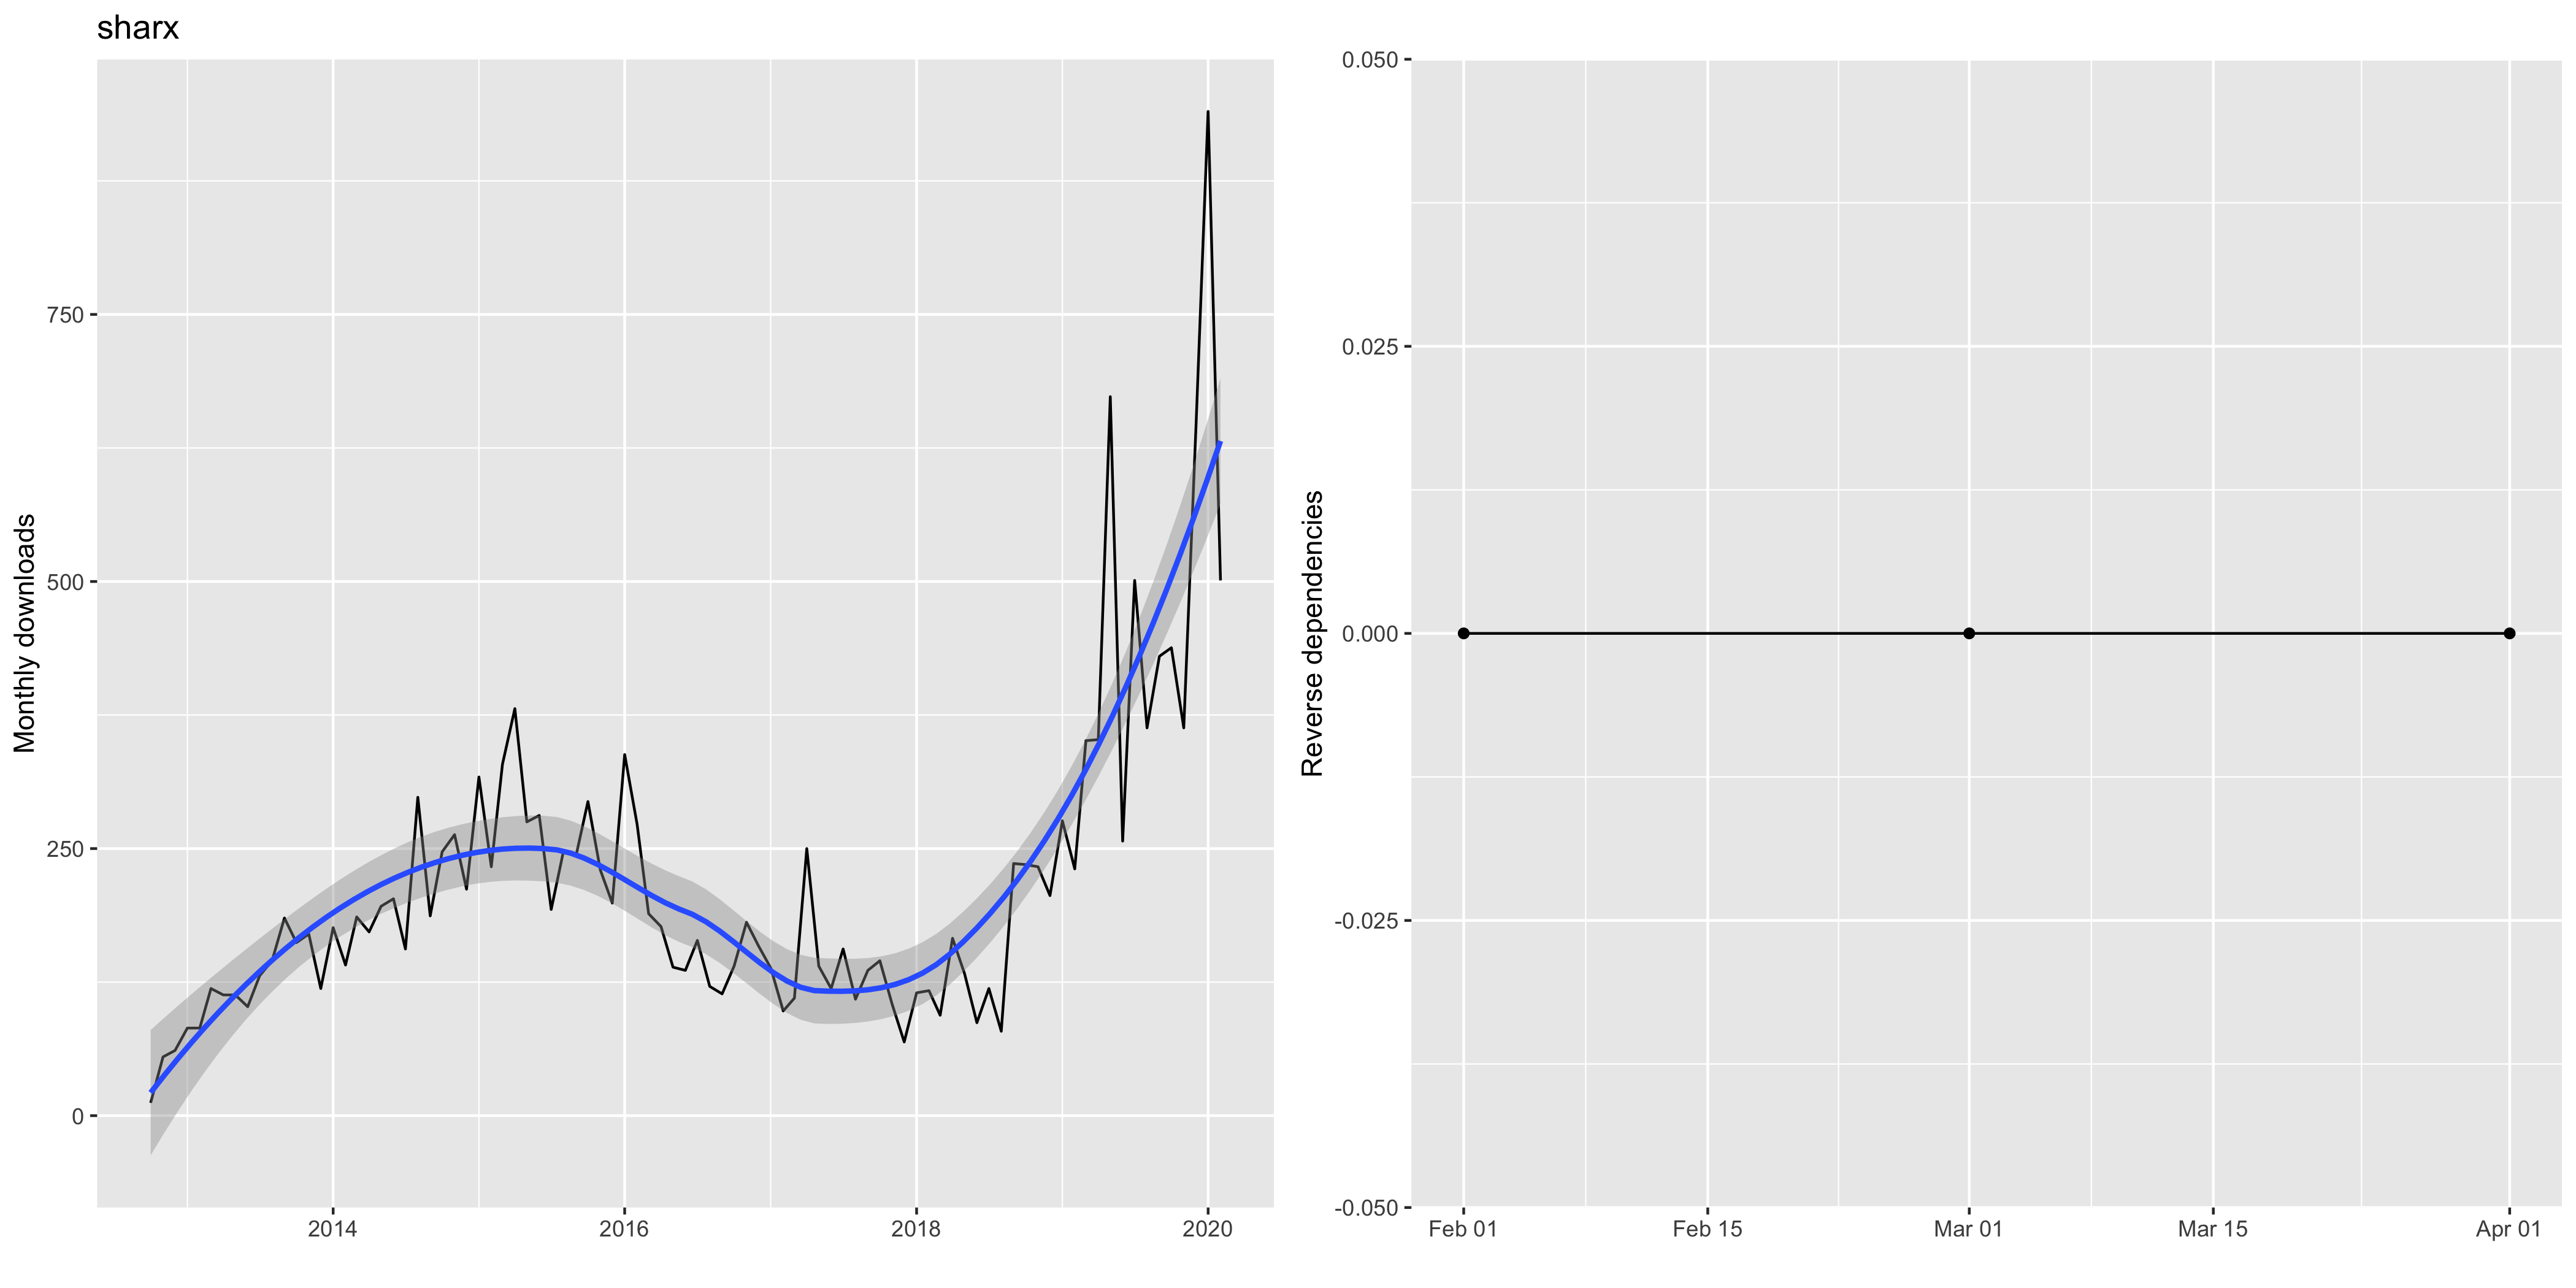 sharx
Monthly downloads
750
500
250
0
2014
2016
2018
2020
Reverse dependencies
0.050
0.025
0.000
-0.025
-0.050
Feb 01
Feb 15
Mar 01
Mar 15
Apr 01